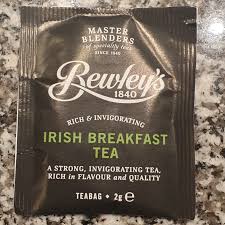 MASTER
BLENDERS
of speciality teas
SINCE 1840
Bewley's
1840
RICH & INVIGORATING
IRISH BREAKFAST
TEA
A STRONG, INVIGORATING TEA,
RICH in FLAVOUR and QUALITY
TEABAG • 2g ℮